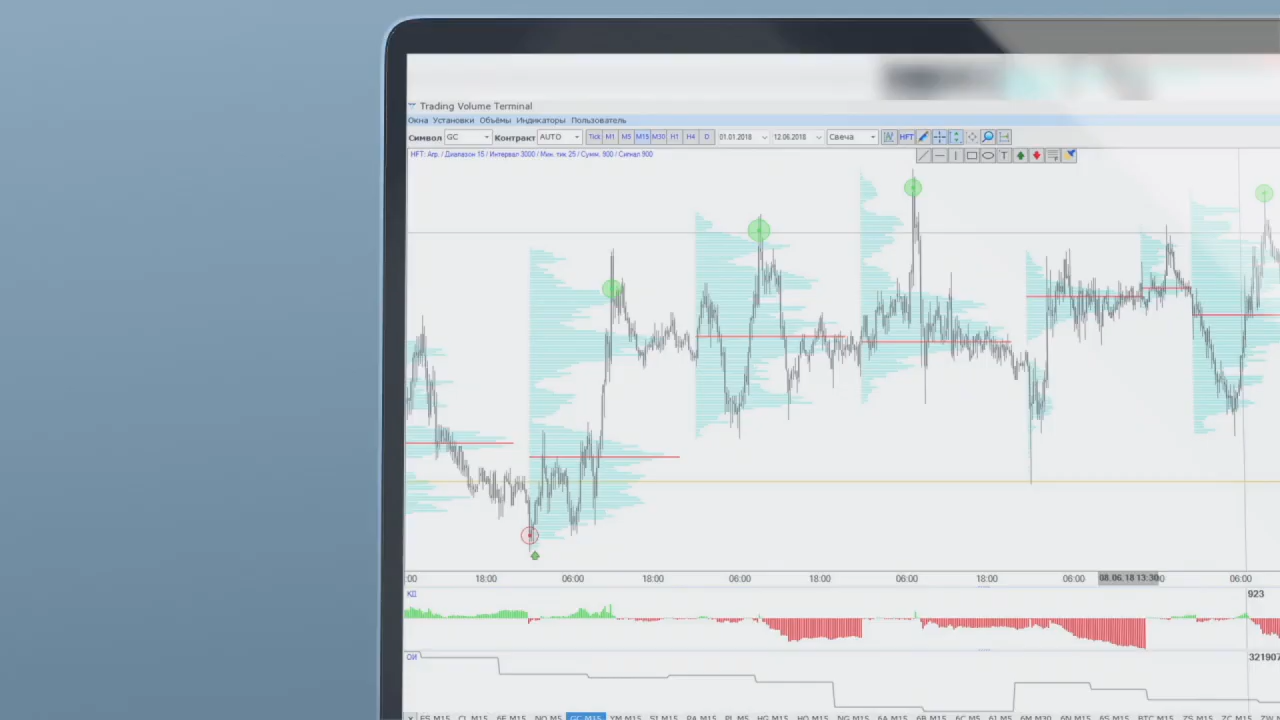 Trading Volume Terminal
Окна Установки Объёмы Индикаторы Пользователь
Символ GC Контракт AUTO Tick M1 M5 M15 M30 H1 H4 D 01.01.2018 12.06.2018 Свеча HFT
HFT: Агр. / Диапазон 15 / Интервал 3000 / Мин. тик 25 / Сумм. 900 / Сигнал 900
T
:00 18:00 06:00 18:00 06:00 18:00 06:00 18:00 06:00 08.06.18 13:30 06:00
КД 923
ОИ 321907
ES M15 CL M15 6E M15 NQ M5 GC M15 YM M15 SI M15 PA M15 PL M5 HG M15 HO M15 NG M15 6A M15 6B M15 6C M5 6J M5 6M M30 6N M15 6S M15 BTC M15 ZS M15 ZC M15